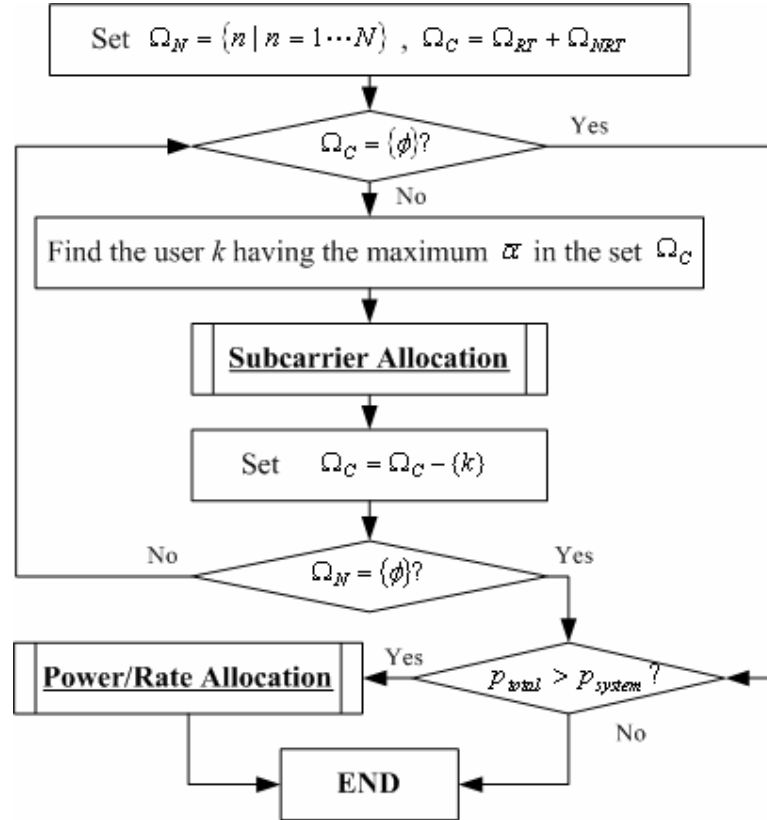 Set Ω_N = {n | n = 1⋯N} , Ω_C = Ω_RT + Ω_NRT
Ω_C = {ϕ}?
Yes
No
Find the user k having the maximum ϖ in the set Ω_C
Subcarrier Allocation
Set Ω_C = Ω_C − {k}
No
Ω_N = {ϕ}?
Yes
Power/Rate Allocation
Yes
p_total > p_system ?
No
END